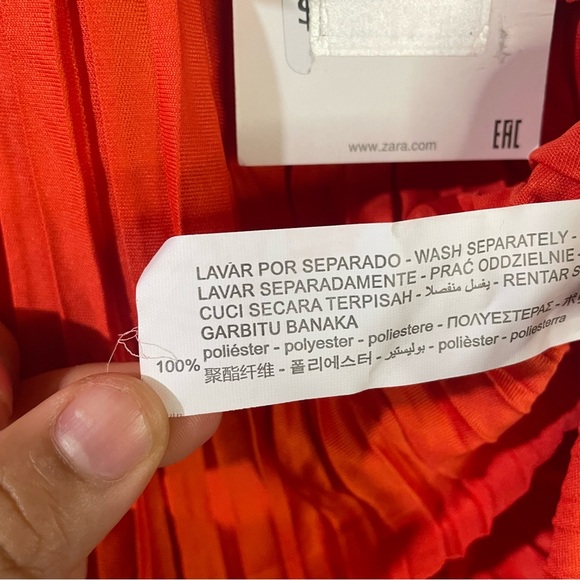 www.zara.com
EAC
LAVAR POR SEPARADO - WASH SEPARATELY -
LAVAR SEPARADAMENTE - PRAĆ ODDZIELNIE -
CUCI SECARA TERPISAH - يغسل منفصلا - RENTAR S
GARBITU BANAKA
100% poliéster - polyester - poliestere - ΠΟΛΥΕΣΤΕΡΑΣ -
聚酯纤维 - 폴리에스터 - بوليستير - polièster - poliesterra